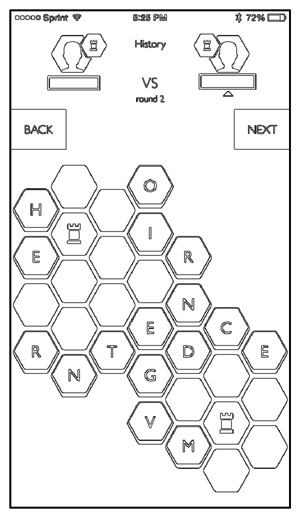 Sprint 5:25 PM 72%
History
VS
round 2
BACK NEXT
O
H
I
E R
N
E C
R T D E
N G
V
M